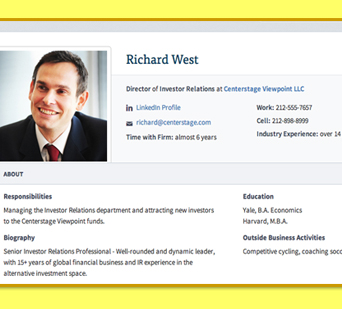 Richard West
Director of Investor Relations at Centerstage Viewpoint LLC
LinkedIn Profile
richard@centerstage.com
Time with Firm: almost 6 years
Work: 212-555-7657
Cell: 212-898-8999
Industry Experience: over 14
ABOUT
Responsibilities
Managing the Investor Relations department and attracting new investors
to the Centerstage Viewpoint funds.
Biography
Senior Investor Relations Professional - Well-rounded and dynamic leader,
with 15+ years of global financial business and IR experience in the
alternative investment space.
Education
Yale, B.A. Economics
Harvard, M.B.A.
Outside Business Activities
Competitive cycling, coaching